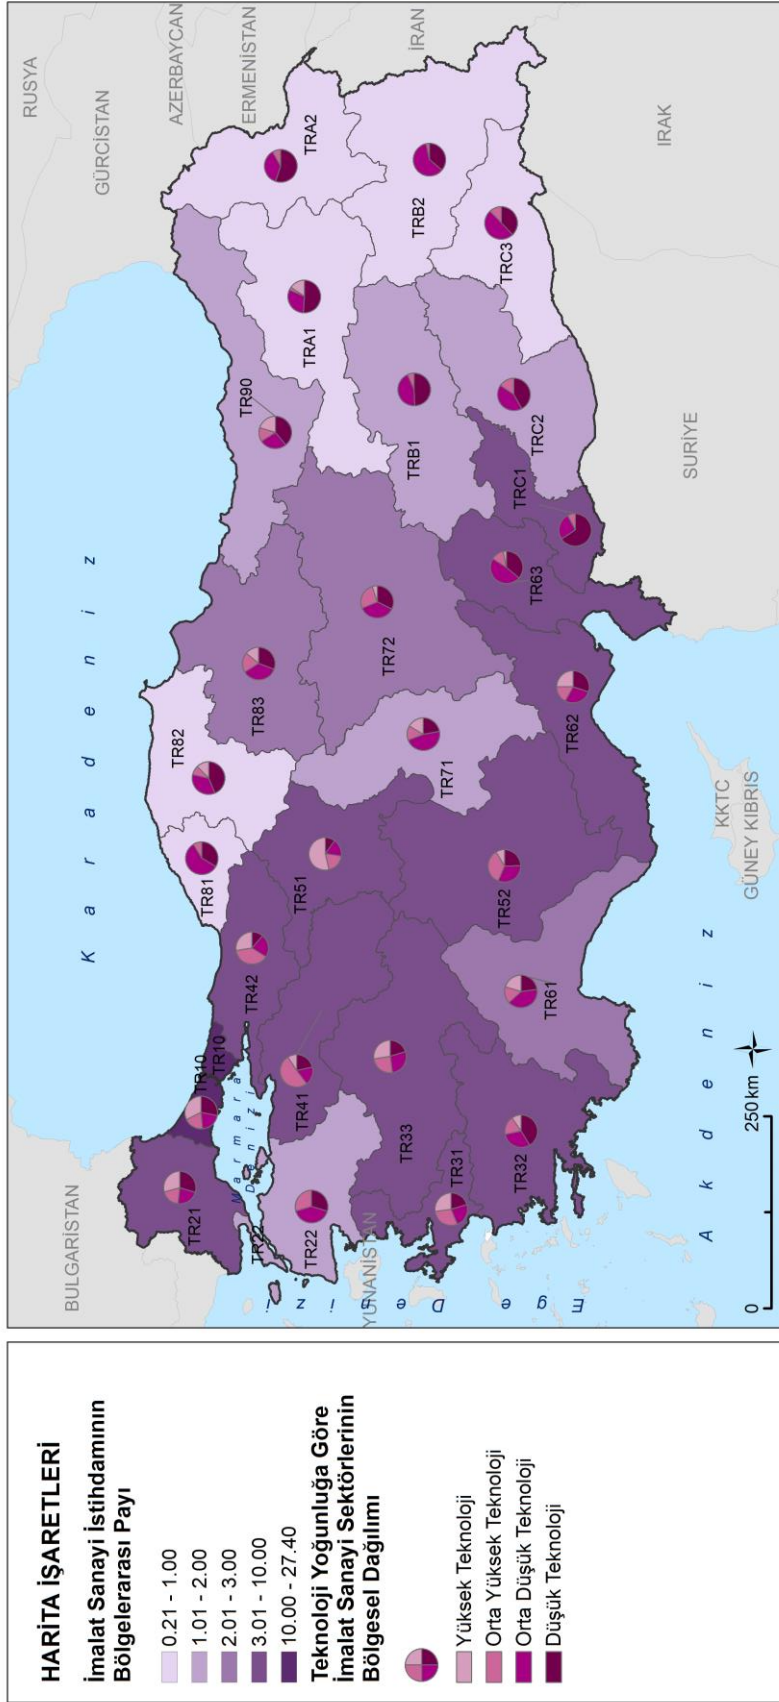 HARİTA İŞARETLERİ
İmalat Sanayi İstihdamının
Bölgelerarası Payı
0.21 - 1.00
1.01 - 2.00
2.01 - 3.00
3.01 - 10.00
10.00 - 27.40
Teknoloji Yoğunluğa Göre
İmalat Sanayi Sektörlerinin
Bölgesel Dağılımı
Yüksek Teknoloji
Orta Yüksek Teknoloji
Orta Düşük Teknoloji
Düşük Teknoloji
RUSYA
BULGARİSTAN
Karadeniz
GÜRCİSTAN
AZERBAYCAN
ERMENİSTAN
İRAN
TR21
TR10
TR10
TR81
TR82
TR83
TR90
TRA2
TRA1
Marmara
Denizi
TR42
TR22
TR41
TR51
TR22
YUNANİSTAN
Ege Denizi
TR33
TR71
TR72
TRB1
TRB2
TR31
TR32
TR61
TR52
TR62
TR63
TRC1
TRC2
TRC3
SURİYE
IRAK
Akdeniz
KKTC
GÜNEY KIBRIS
0
250 km